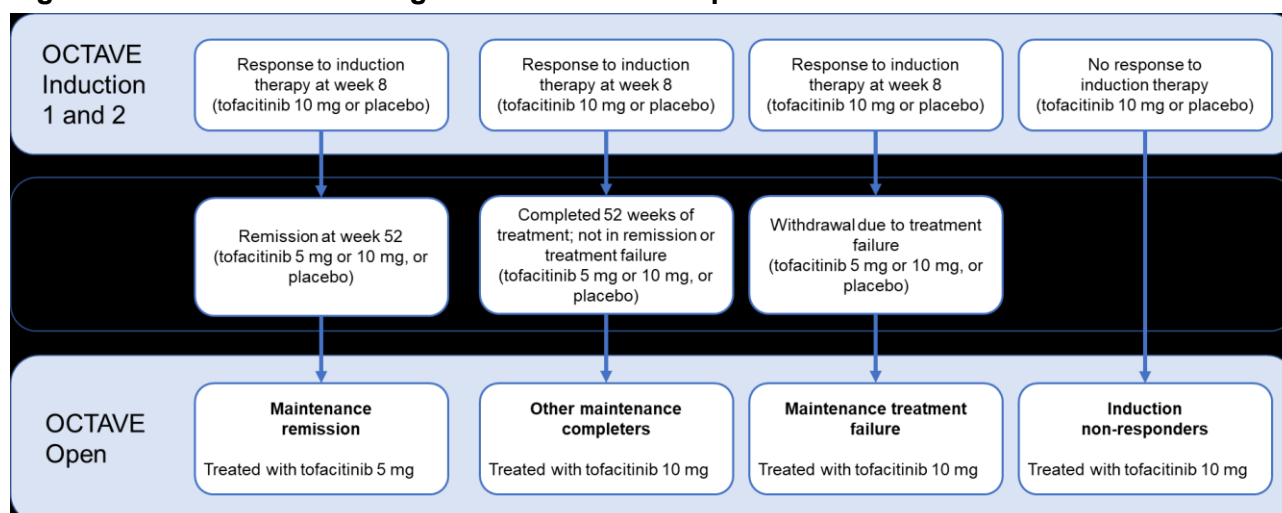 OCTAVE
Induction
1 and 2
Response to induction
therapy at week 8
(tofacitinib 10 mg or placebo)
Response to induction
therapy at week 8
(tofacitinib 10 mg or placebo)
Response to induction
therapy at week 8
(tofacitinib 10 mg or placebo)
No response to
induction therapy
(tofacitinib 10 mg or placebo)
Remission at week 52
(tofacitinib 5 mg or 10 mg, or
placebo)
Completed 52 weeks of
treatment; not in remission or
treatment failure
(tofacitinib 5 mg or 10 mg, or
placebo)
Withdrawal due to treatment
failure
(tofacitinib 5 mg or 10 mg, or
placebo)
OCTAVE
Open
Maintenance
remission
Treated with tofacitinib 5 mg
Other maintenance
completers
Treated with tofacitinib 10 mg
Maintenance treatment
failure
Treated with tofacitinib 10 mg
Induction
non-responders
Treated with tofacitinib 10 mg